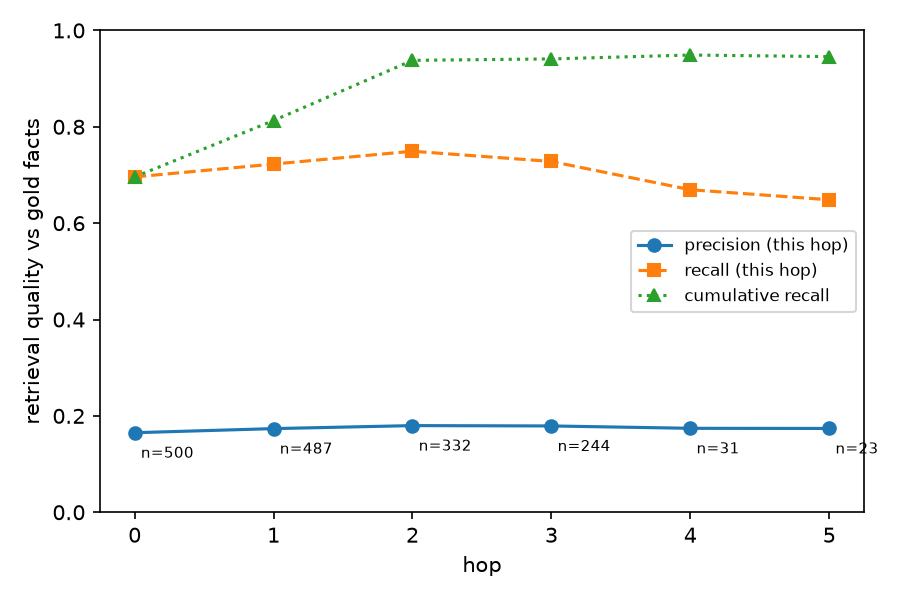 1.0
0.8
0.6
0.4
0.2
0.0
retrieval quality vs gold facts
precision (this hop)
recall (this hop)
cumulative recall
n=500
n=487
n=332
n=244
n=31
n=23
0 1 2 3 4 5
hop